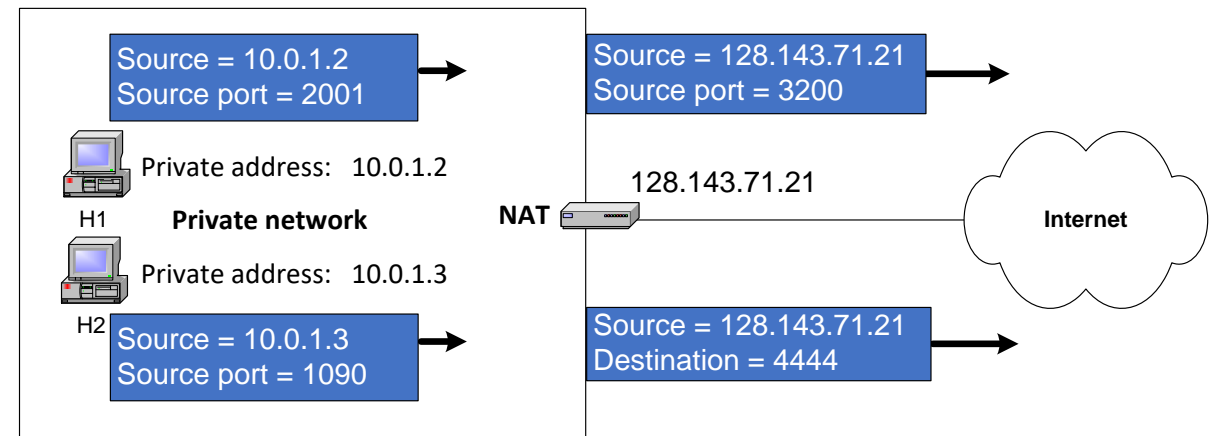 Source = 10.0.1.2
Source port = 2001
Source = 128.143.71.21
Source port = 3200
Private address: 10.0.1.2
H1
Private network
NAT
128.143.71.21
Internet
Private address: 10.0.1.3
H2
Source = 10.0.1.3
Source port = 1090
Source = 128.143.71.21
Destination = 4444